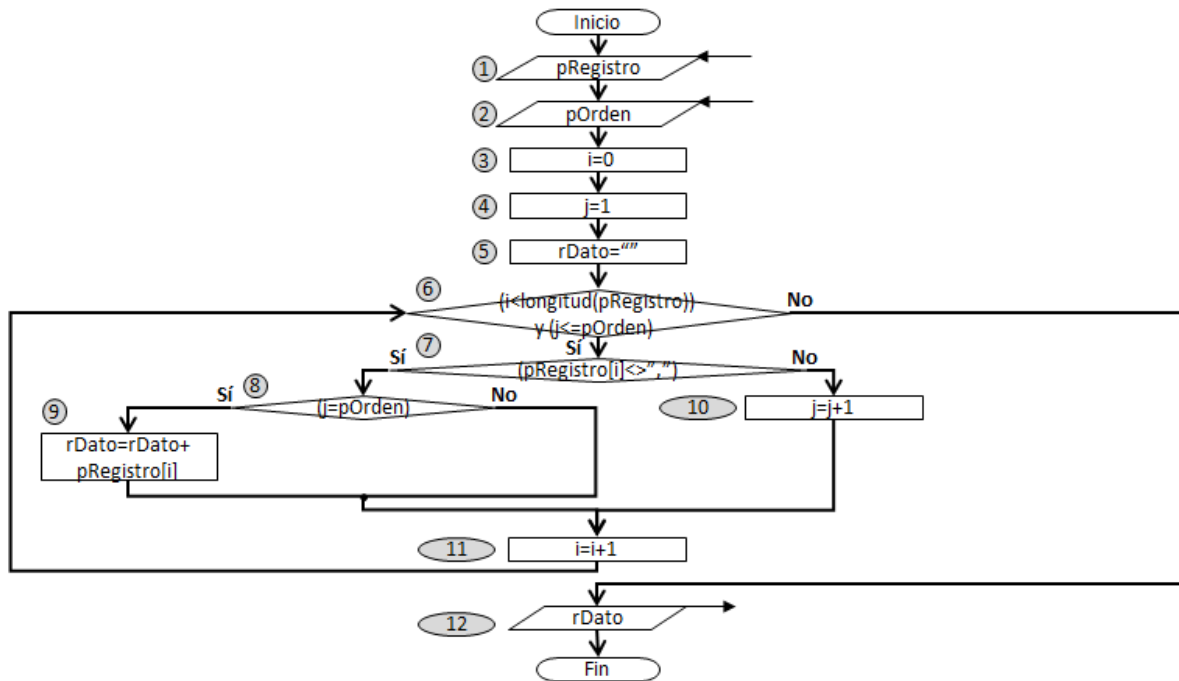 Inicio
1
pRegistro
2
pOrden
3
i=0
4
j=1
5
rDato=“”
6
(i<longitud(pRegistro))
y (j<=pOrden)
No
Sí
7
Sí
(pRegistro[i]<>”,”)
No
8
Sí
(j=pOrden)
No
9
rDato=rDato+
pRegistro[i]
10
j=j+1
11
i=i+1
12
rDato
Fin